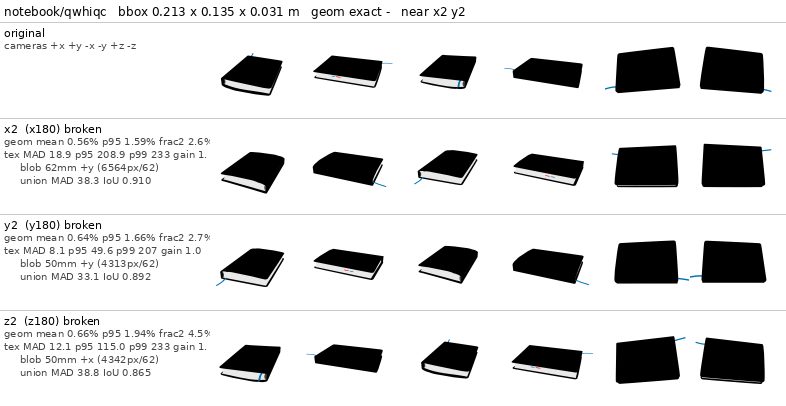 notebook/qwhiqc   bbox 0.213 x 0.135 x 0.031 m   geom exact -   near x2 y2
original
cameras +x +y -x -y +z -z
x2  (x180) broken
geom mean 0.56% p95 1.59% frac2 2.6%
tex MAD 18.9 p95 208.9 p99 233 gain 1.
blob 62mm +y (6564px/62)
union MAD 38.3 IoU 0.910
y2  (y180) broken
geom mean 0.64% p95 1.66% frac2 2.7%
tex MAD 8.1 p95 49.6 p99 207 gain 1.0
blob 50mm +y (4313px/62)
union MAD 33.1 IoU 0.892
z2  (z180) broken
geom mean 0.66% p95 1.94% frac2 4.5%
tex MAD 12.1 p95 115.0 p99 233 gain 1.
blob 50mm +x (4342px/62)
union MAD 38.8 IoU 0.865